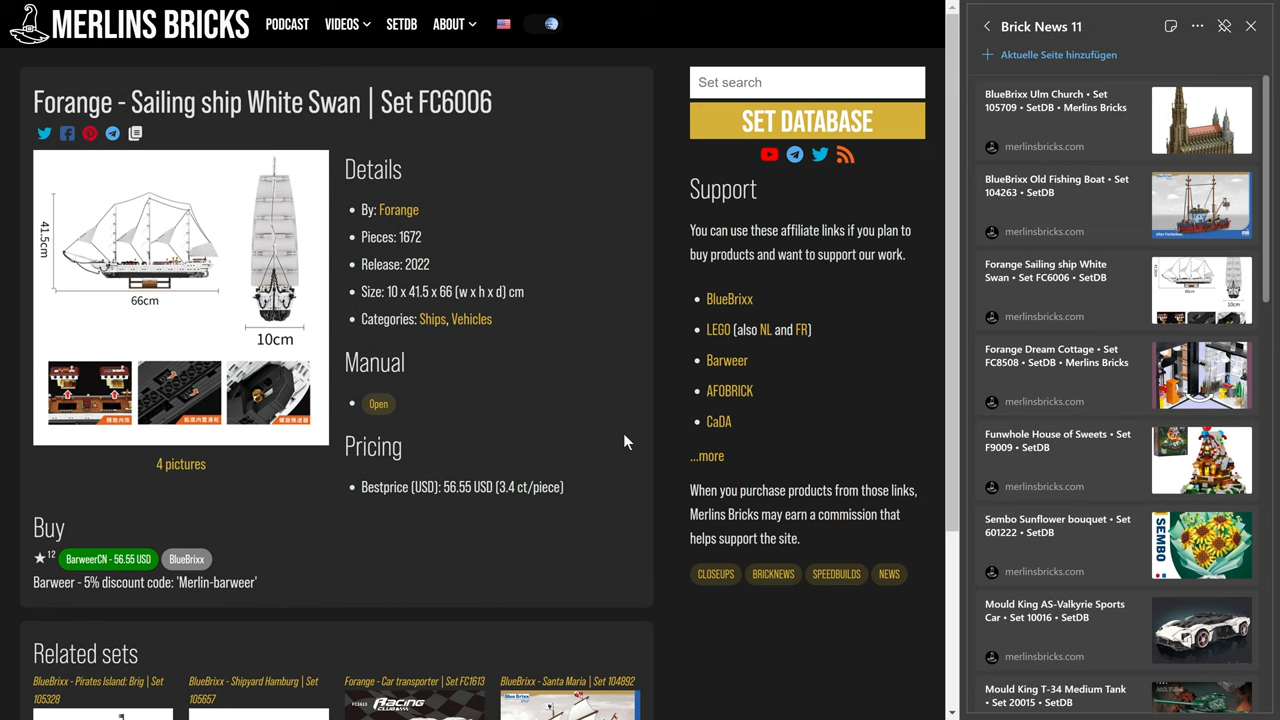 MERLINS BRICKS
PODCAST
VIDEOS
SETDB
ABOUT
Forange - Sailing ship White Swan | Set FC6006
41.5cm
66cm
10cm
4 pictures
Details
By: Forange
Pieces: 1672
Release: 2022
Size: 10 x 41.5 x 66 (w x h x d) cm
Categories: Ships, Vehicles
Manual
Open
Pricing
Bestprice (USD): 56.55 USD (3.4 ct/piece)
Buy
★12 BarweerCN - 56.55 USD BlueBrixx
Barweer - 5% discount code: 'Merlin-barweer'
Related sets
BlueBrixx - Pirates Island: Brig | Set
105328
BlueBrixx - Shipyard Hamburg | Set
105657
Forange - Car transporter | Set FC1613
Racing
BlueBrixx - Santa Maria | Set 104892
Set search
SET DATABASE
Support
You can use these affiliate links if you plan to
buy products and want to support our work.
BlueBrixx
LEGO (also NL and FR)
Barweer
AFOBRICK
CaDA
...more
When you purchase products from those links,
Merlins Bricks may earn a commission that
helps support the science.
CLOSEUPS
BRICKNEWS
SPEEDBUILDS
NEWS
Brick News 11
Aktuelle Seite hinzufügen
BlueBrixx Ulm Church • Set
105709 • SetDB • Merlins Bricks
merlinsbricks.com
BlueBrixx Old Fishing Boat • Set
104263 • SetDB
merlinsbricks.com
Forange Sailing ship White
Swan • Set FC6006 • SetDB
merlinsbricks.com
Forange Dream Cottage • Set
FC8508 • SetDB • Merlins Bricks
merlinsbricks.com
Funwhole House of Sweets • Set
F9009 • SetDB
merlinsbricks.com
Sembo Sunflower bouquet • Set
601222 • SetDB
merlinsbricks.com
SEMBO
Mould King AS-Valkyrie Sports
Car • Set 10016 • SetDB
merlinsbricks.com
Mould King T-34 Medium Tank
• Set 20015 • SetDB